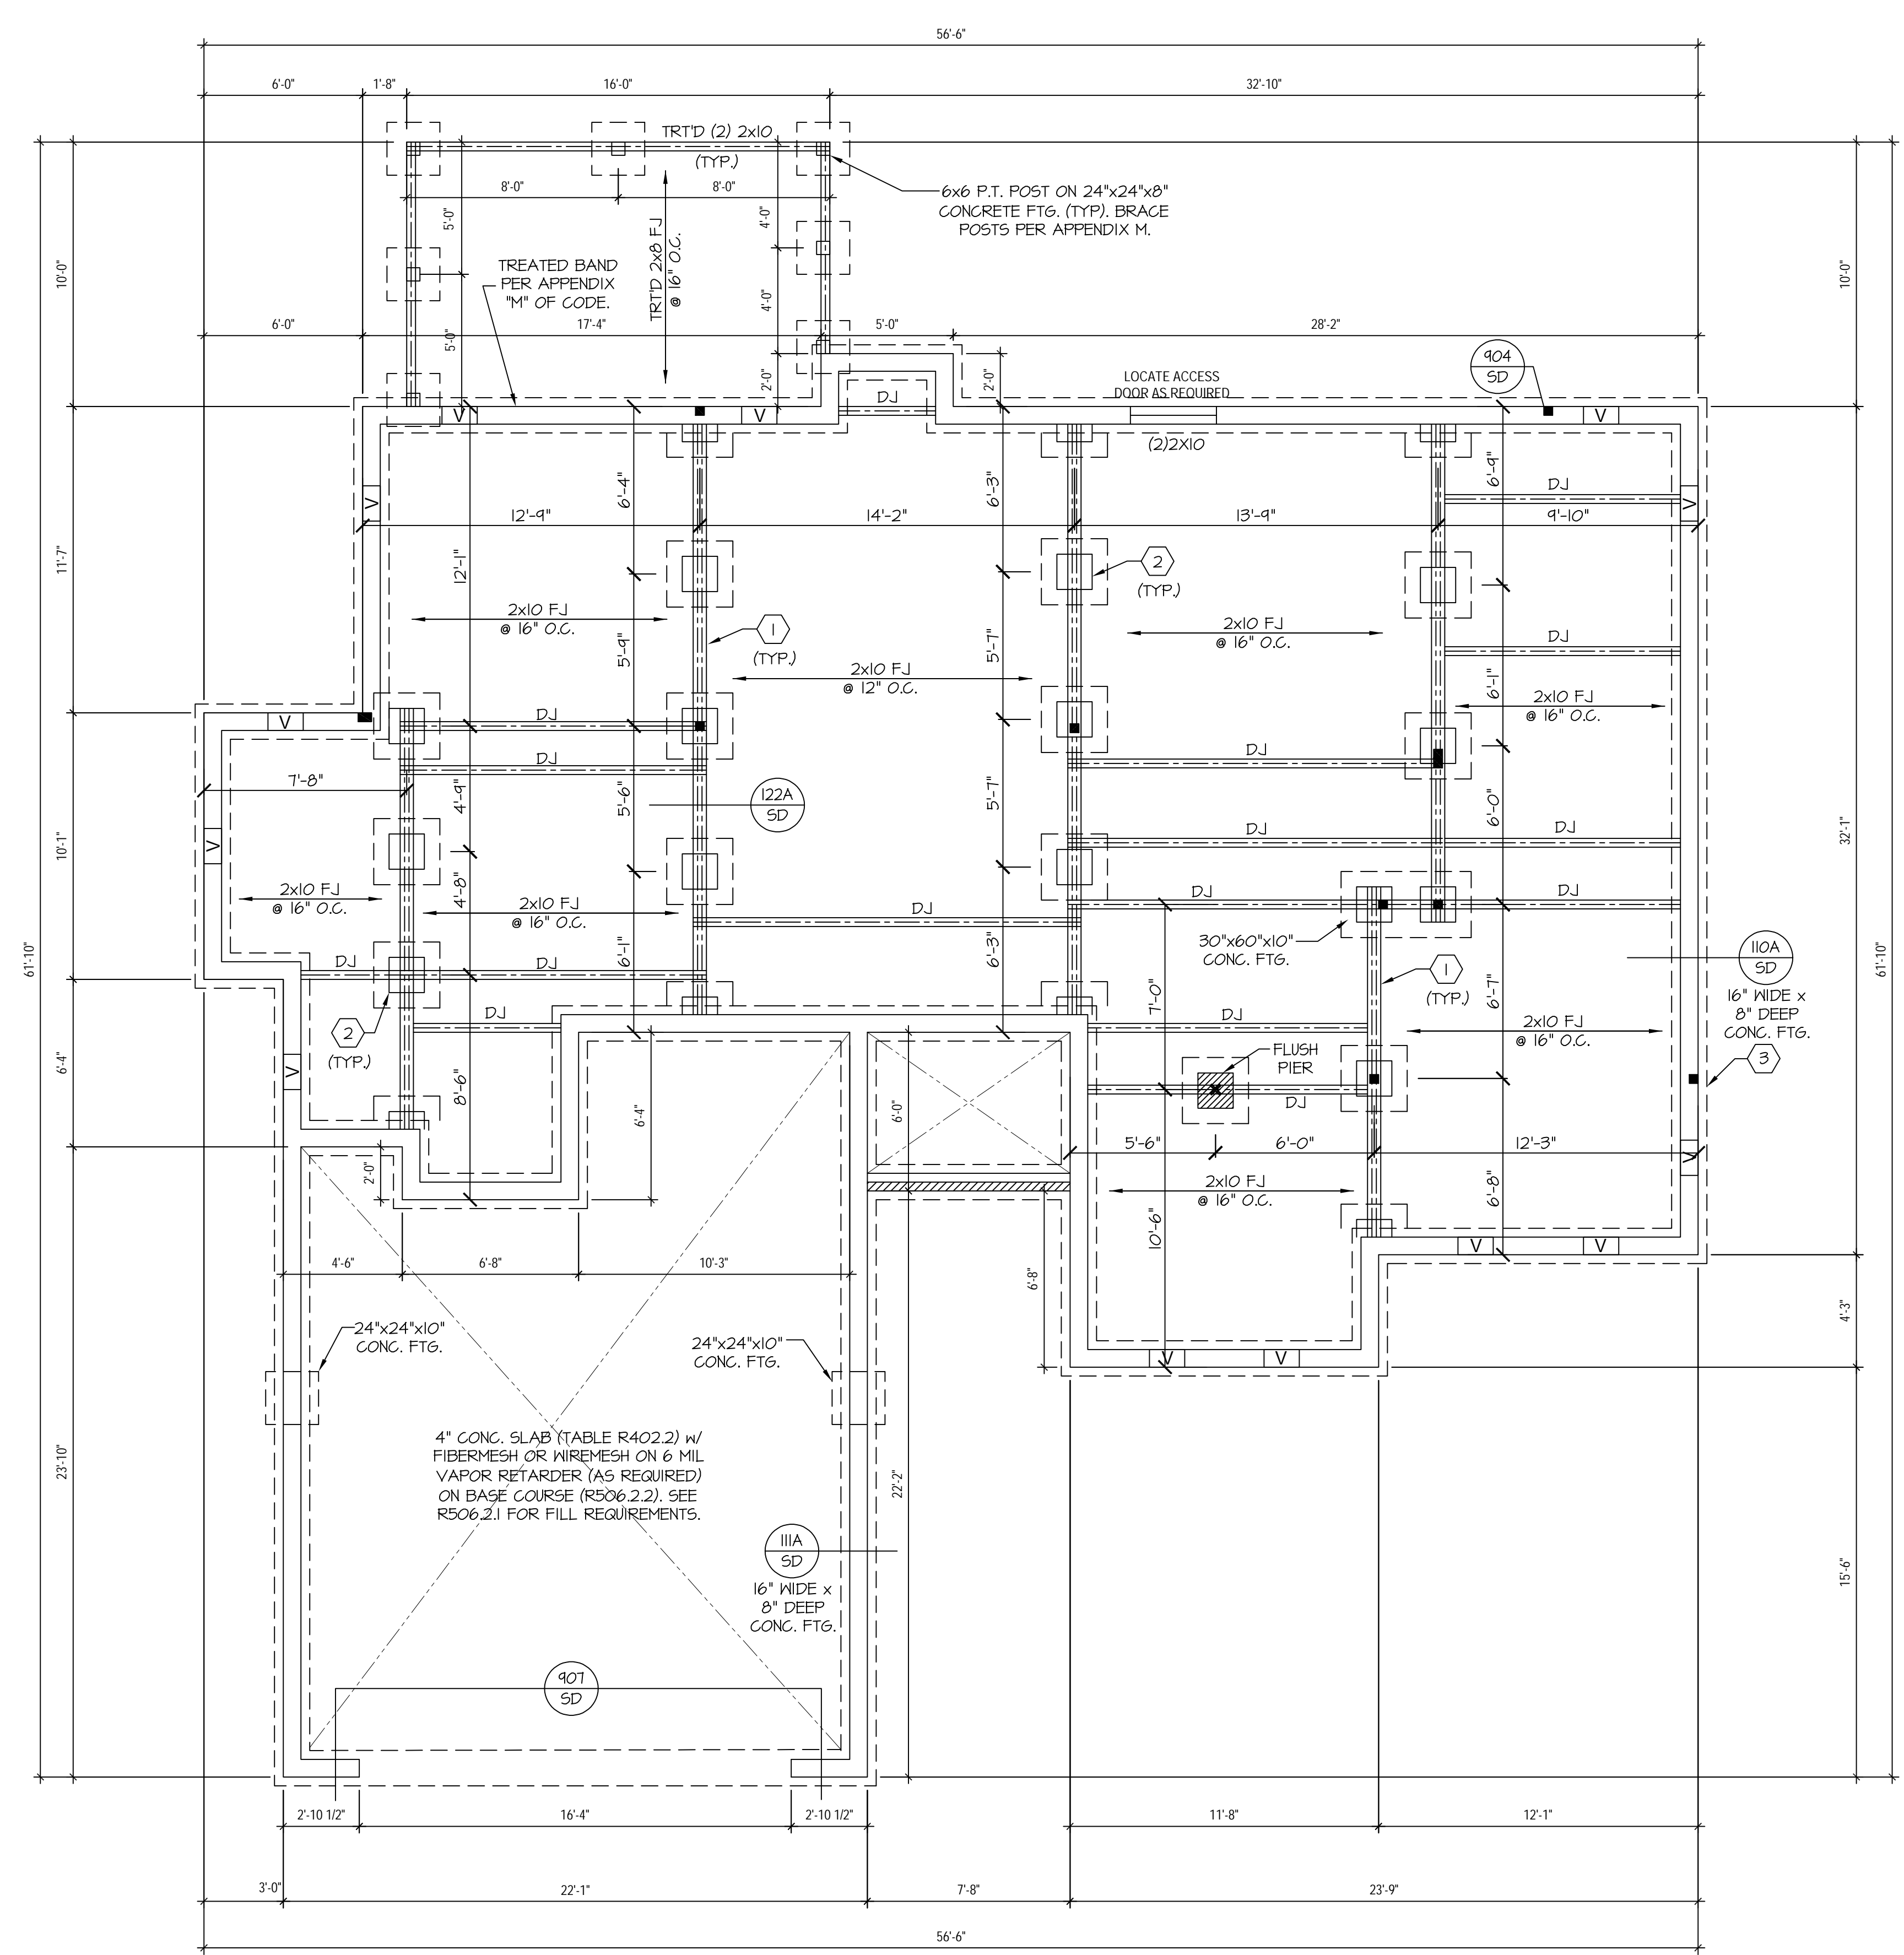 56'-6"
6'-0"
1'-8"
16'-0"
32'-10"
TRT'D (2) 2x10
(TYP.)
8'-0"
8'-0"
6x6 P.T. POST ON 24"x24"x8"
CONCRETE FTG. (TYP). BRACE
POSTS PER APPENDIX M.
5'-0"
4'-0"
TRT'D 2x8 FJ
@ 16" O.C.
TREATED BAND
PER APPENDIX
"M" OF CODE.
10'-0"
10'-0"
5'-0"
4'-0"
6'-0"
17'-4"
5'-0"
28'-2"
2'-0"
2'-0"
904
SD
LOCATE ACCESS
DOOR AS REQUIRED
DJ
V
V
V
(2)2X10
6'-4"
6'-3"
6'-9"
DJ
V
V
12'-9"
14'-2"
13'-9"
9'-10"
11'-7"
12'-1"
2
(TYP.)
2x10 FJ
@ 16" O.C.
1
(TYP.)
2x10 FJ
@ 16" O.C.
DJ
5'-9"
5'-7"
6'-1"
2x10 FJ
@ 12" O.C.
2x10 FJ
@ 16" O.C.
V
DJ
DJ
DJ
7'-8"
4'-9"
5'-6"
122A
SD
5'-7"
6'-0"
10'-1"
V
32'-1"
DJ
DJ
4'-8"
2x10 FJ
@ 16" O.C.
2x10 FJ
@ 16" O.C.
DJ
DJ
DJ
61'-10"
61'-10"
6'-1"
6'-3"
30"x60"x10"
CONC. FTG.
DJ
DJ
1
(TYP.)
7'-0"
6'-7"
110A
SD
16" WIDE x
8" DEEP
CONC. FTG.
3
DJ
DJ
2x10 FJ
@ 16" O.C.
2
(TYP.)
FLUSH
PIER
DJ
6'-4"
V
8'-6"
6'-4"
6'-0"
5'-6"
6'-0"
12'-3"
V
2'-0"
2x10 FJ
@ 16" O.C.
6'-8"
10'-6"
V
V
4'-6"
6'-8"
10'-3"
6'-8"
4'-3"
V
V
24"x24"x10"
CONC. FTG.
24"x24"x10"
CONC. FTG.
23'-10"
4" CONC. SLAB (TABLE R402.2) W/
FIBERMESH OR WIREMESH ON 6 MIL
VAPOR RETARDER (AS REQUIRED)
ON BASE COURSE (R506.2.2). SEE
R506.2.1 FOR FILL REQUIREMENTS.
22'-2"
111A
SD
16" WIDE x
8" DEEP
CONC. FTG.
15'-6"
907
SD
2'-10 1/2"
16'-4"
2'-10 1/2"
11'-8"
12'-1"
3'-0"
22'-1"
7'-8"
23'-9"
56'-6"